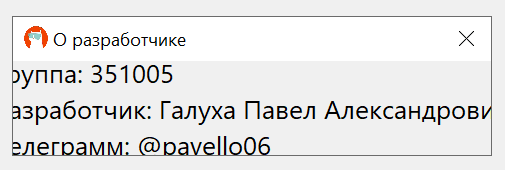 О разработчике
руппа: 351005
азработчик: Галуха Павел Александрови
елеграмм: @pavello06